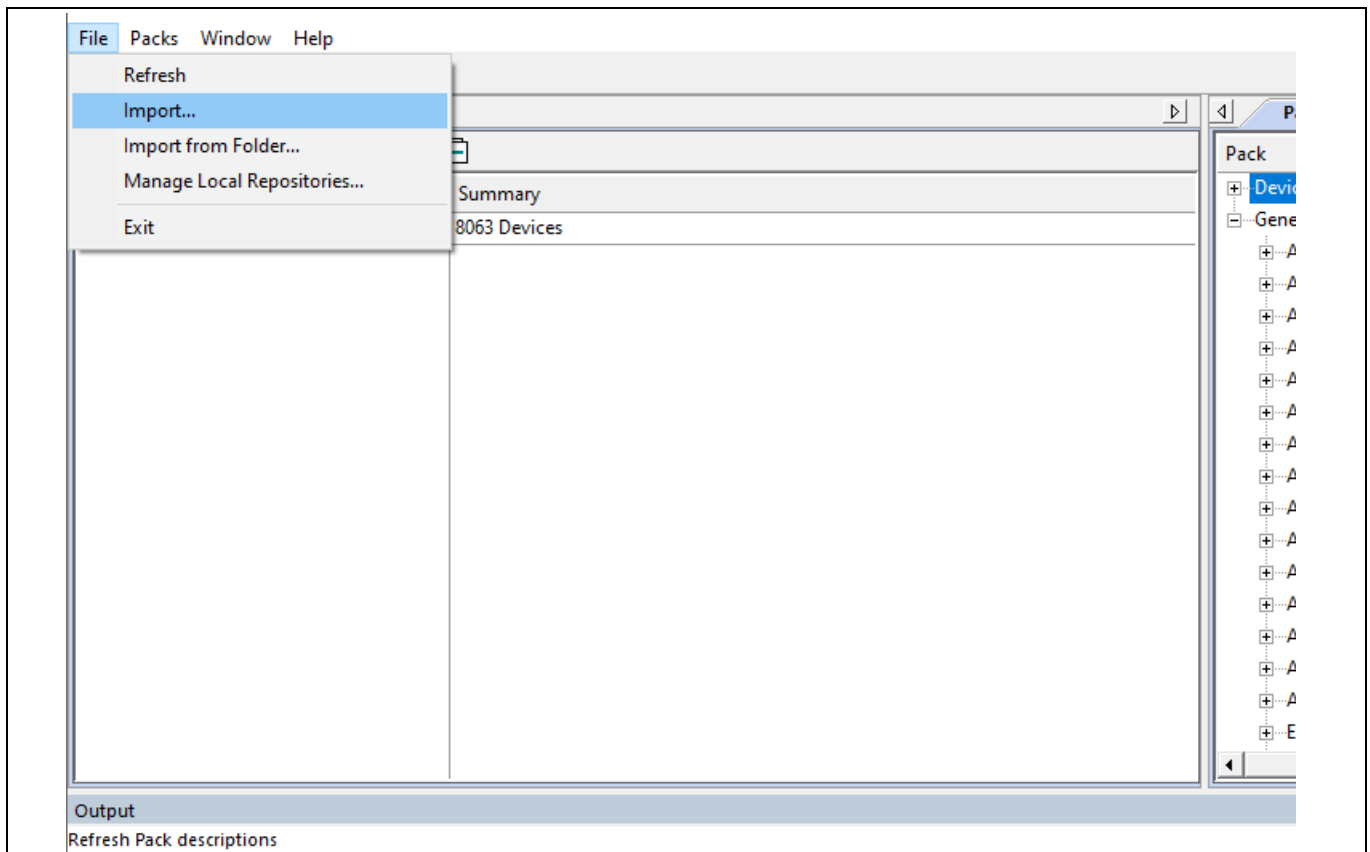 File Packs Window Help
Refresh
Import...
Import from Folder...
Manage Local Repositories...
Exit
Summary
8063 Devices
Pack
Output
Refresh Pack descriptions